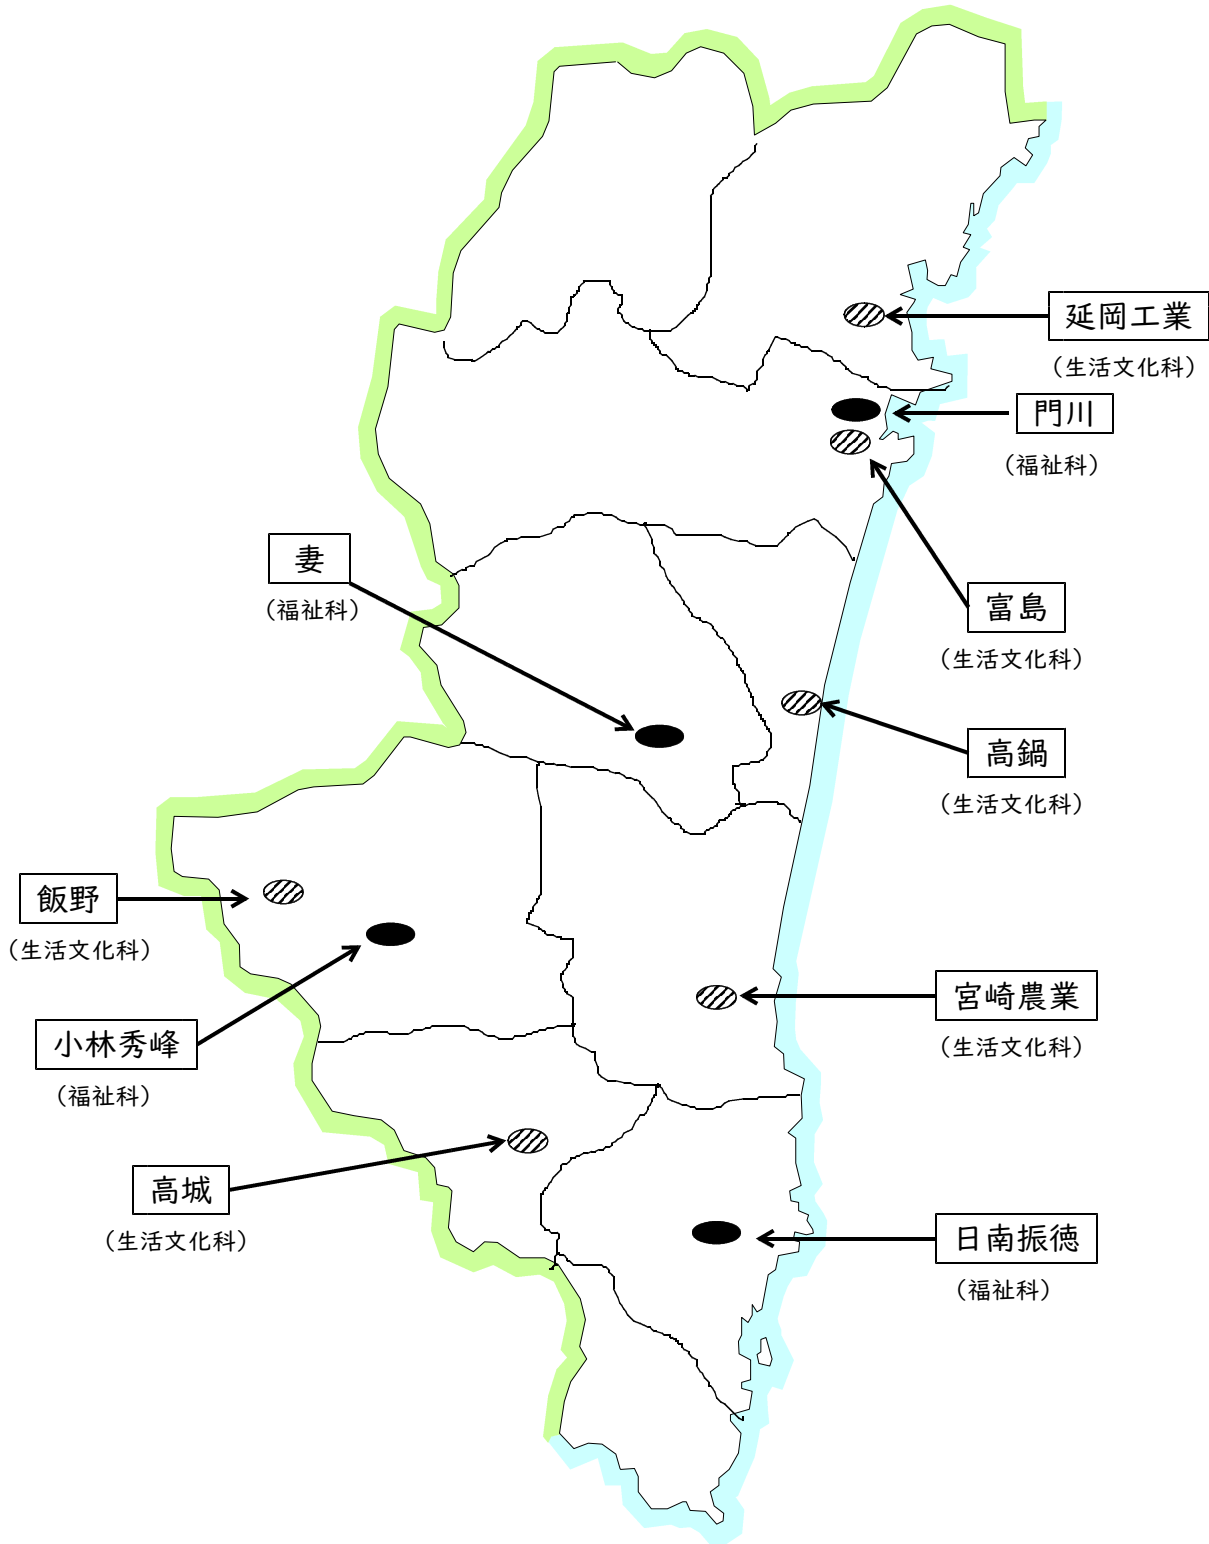 延岡工業
（生活文化科）
門川
（福祉科）
妻
（福祉科）
富島
（生活文化科）
高鍋
（生活文化科）
飯野
（生活文化科）
宮崎農業
（生活文化科）
小林秀峰
（福祉科）
高城
（生活文化科）
日南振徳
（福祉科）